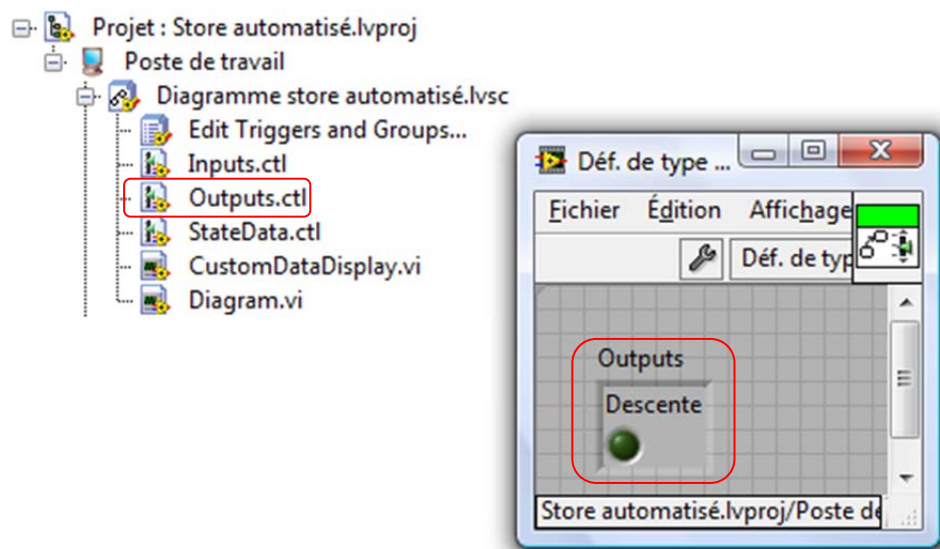 Projet : Store automatisé.lvproj
Poste de travail
Diagramme store automatisé.lvsc
Edit Triggers and Groups...
Inputs.ctl
Outputs.ctl
StateData.ctl
CustomDataDisplay.vi
Diagram.vi
Déf. de type ...
Fichier Édition Affichage
Déf. de typ
Outputs
Descente
Store automatisé.lvproj/Poste de